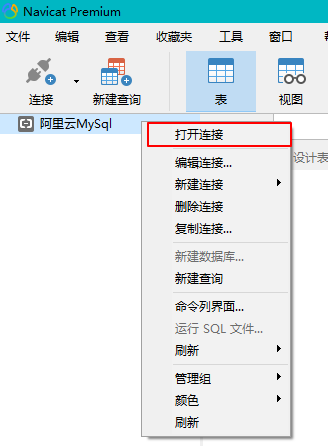 Navicat Premium
文件 编辑 查看 收藏夹 工具 窗口
连接 新建查询 表 视图
阿里云MySql
打开连接
设计表
编辑连接...
新建连接
删除连接
复制连接...
新建数据库...
新建查询
命令列界面...
运行 SQL 文件...
刷新
管理组
颜色
刷新